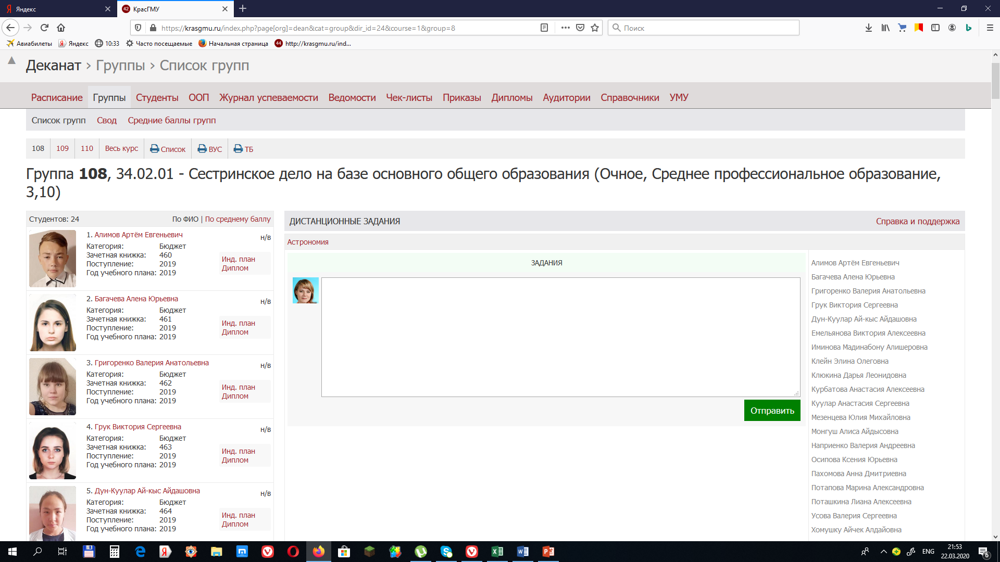 Яндекс
42 КрасГМУ
https://krasgmu.ru/index.php?page[org]=dean&cat=group&dir_id=24&course=1&group=8
Поиск
Авиабилеты
Яндекс
10:33
Часто посещаемые
Начальная страница
44 http://krasgmu.ru/ind...
Деканат › Группы › Список групп
Расписание Группы Студенты ООП Журнал успеваемости Ведомости Чек-листы Приказы Дипломы Аудитории Справочники УМУ
Список групп Свод Средние баллы групп
108 109 110 Весь курс Список ВУС ТБ
Группа 108, 34.02.01 - Сестринское дело на базе основного общего образования (Очное, Среднее профессиональное образование,
3,10)
Студентов: 24 По ФИО | По среднему баллу
1. Алимов Артём Евгеньевич н/в
Категория: Бюджет
Зачетная книжка: 460
Поступление: 2019
Год учебного плана: 2019
Инд. план
Диплом
2. Багачева Алена Юрьевна н/в
Категория: Бюджет
Зачетная книжка: 461
Поступление: 2019
Год учебного плана: 2019
Инд. план
Диплом
3. Григоренко Валерия Анатольевна н/в
Категория: Бюджет
Зачетная книжка: 462
Поступление: 2019
Год учебного плана: 2019
Инд. план
Диплом
4. Грук Виктория Сергеевна н/в
Категория: Бюджет
Зачетная книжка: 463
Поступление: 2019
Год учебного плана: 2019
Инд. план
Диплом
5. Дун-Куулар Ай-кыс Айдашовна н/в
Категория: Бюджет
Зачетная книжка: 464
Поступление: 2019
Год учебного плана: 2019
Инд. план
Диплом
ДИСТАНЦИОННЫЕ ЗАДАНИЯ Справка и поддержка
Астрономия
ЗАДАНИЯ
Отправить
Алимов Артём Евгеньевич
Багачева Алена Юрьевна
Григоренко Валерия Анатольевна
Грук Виктория Сергеевна
Дун-Куулар Ай-кыс Айдашовна
Емельянова Виктория Алексеевна
Иминова Мадинабону Алишеровна
Клейн Элина Олеговна
Клюкина Дарья Леонидовна
Курбатова Анастасия Алексеевна
Куулар Анастасия Сергеевна
Мезенцева Юлия Михайловна
Монгуш Алиса Айдысовна
Наприенко Валерия Андреевна
Осипова Ксения Юрьевна
Пахомова Анна Дмитриевна
Потапова Марина Александровна
Поташкина Лиана Алексеевна
Усова Валерия Сергеевна
Хомушку Айчек Алдайовна
ENG
21:53
22.03.2020
6